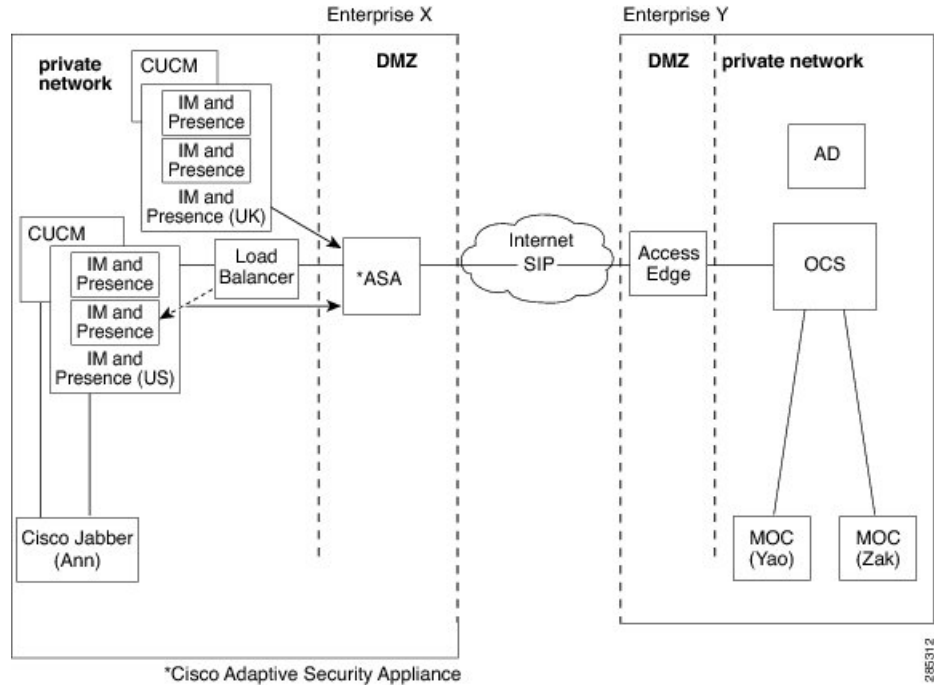 Enterprise X
Enterprise Y
private
network
CUCM
DMZ
DMZ
private network
IM and
Presence
IM and
Presence
IM and
Presence (UK)
AD
CUCM
IM and
Presence
IM and
Presence
IM and
Presence (US)
Load
Balancer
*ASA
Internet
SIP
Access
Edge
OCS
Cisco Jabber
(Ann)
MOC
(Yao)
MOC
(Zak)
*Cisco Adaptive Security Appliance
285312